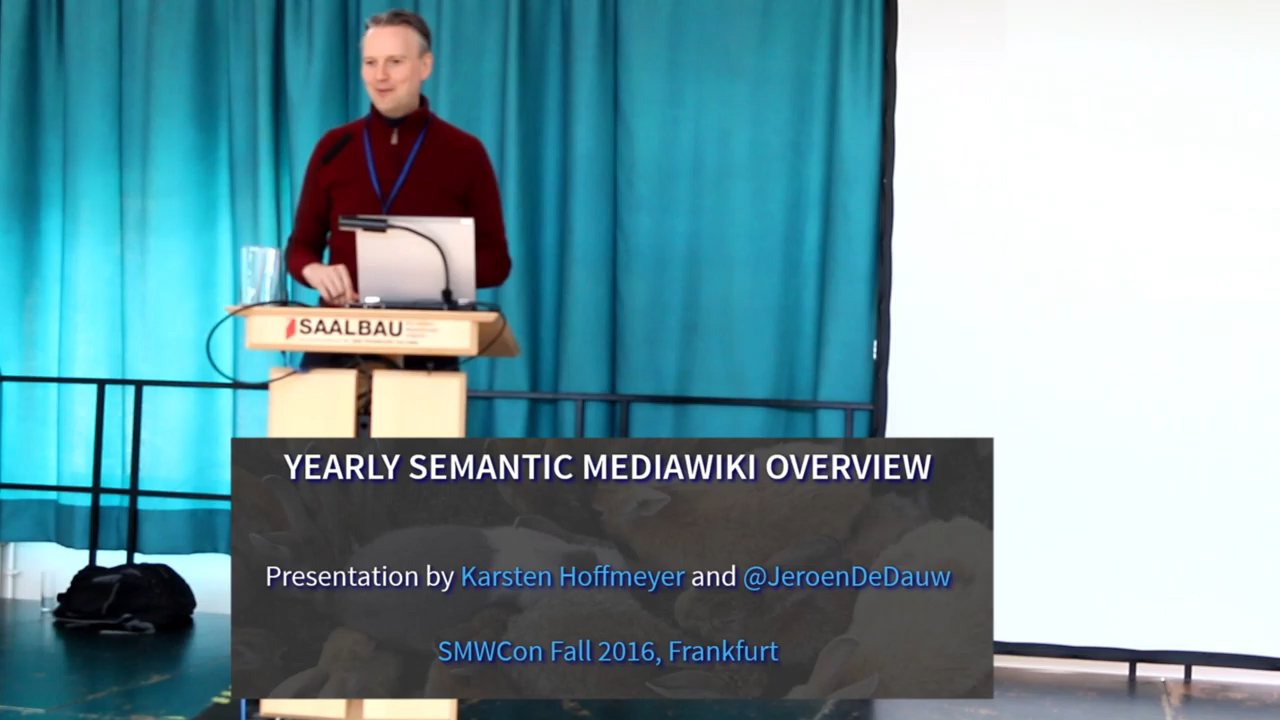 SAALBAU
YEARLY SEMANTIC MEDIAWIKI OVERVIEW
Presentation by Karsten Hoffmeyer and @JeroenDeDauw
SMWCon Fall 2016, Frankfurt